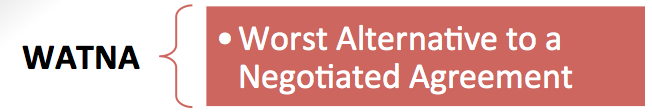 WATNA
• Worst Alternative to a
Negotiated Agreement